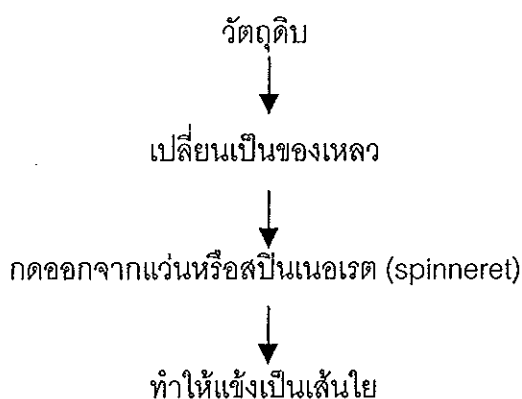 วัตถุดิบ
เปลี่ยนเป็นของเหลว
กดออกจากแว่นหรือสปินเนอเรต (spinneret)
ทำให้แข็งเป็นเส้นใย